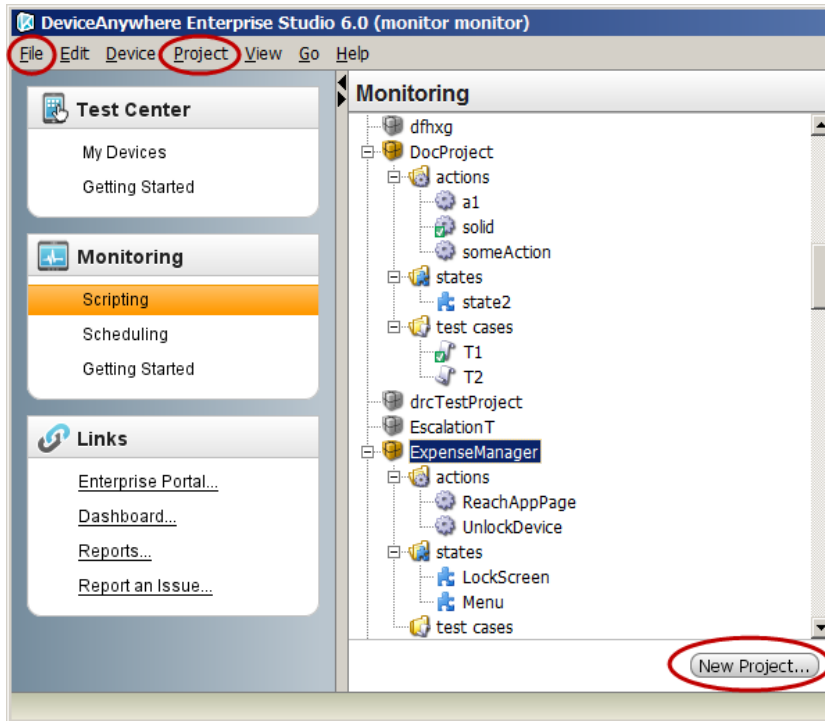 DeviceAnywhere Enterprise Studio 6.0 (monitor monitor)
File Edit Device Project View Go Help
Test Center
My Devices
Getting Started
Monitoring
Scripting
Scheduling
Getting Started
Links
Enterprise Portal...
Dashboard...
Reports...
Report an Issue...
Monitoring
dfhxg
DocProject
actions
a1
solid
someAction
states
state2
test cases
T1
T2
drcTestProject
EscalationT
ExpenseManager
actions
ReachAppPage
UnlockDevice
states
LockScreen
Menu
test cases
New Project...